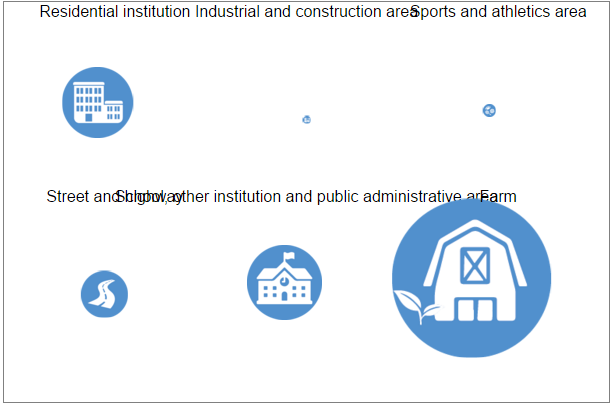 Residential institution
Industrial and construction area
Sports and athletics area
Street and highway
School, other institution and public administrative area
Farm